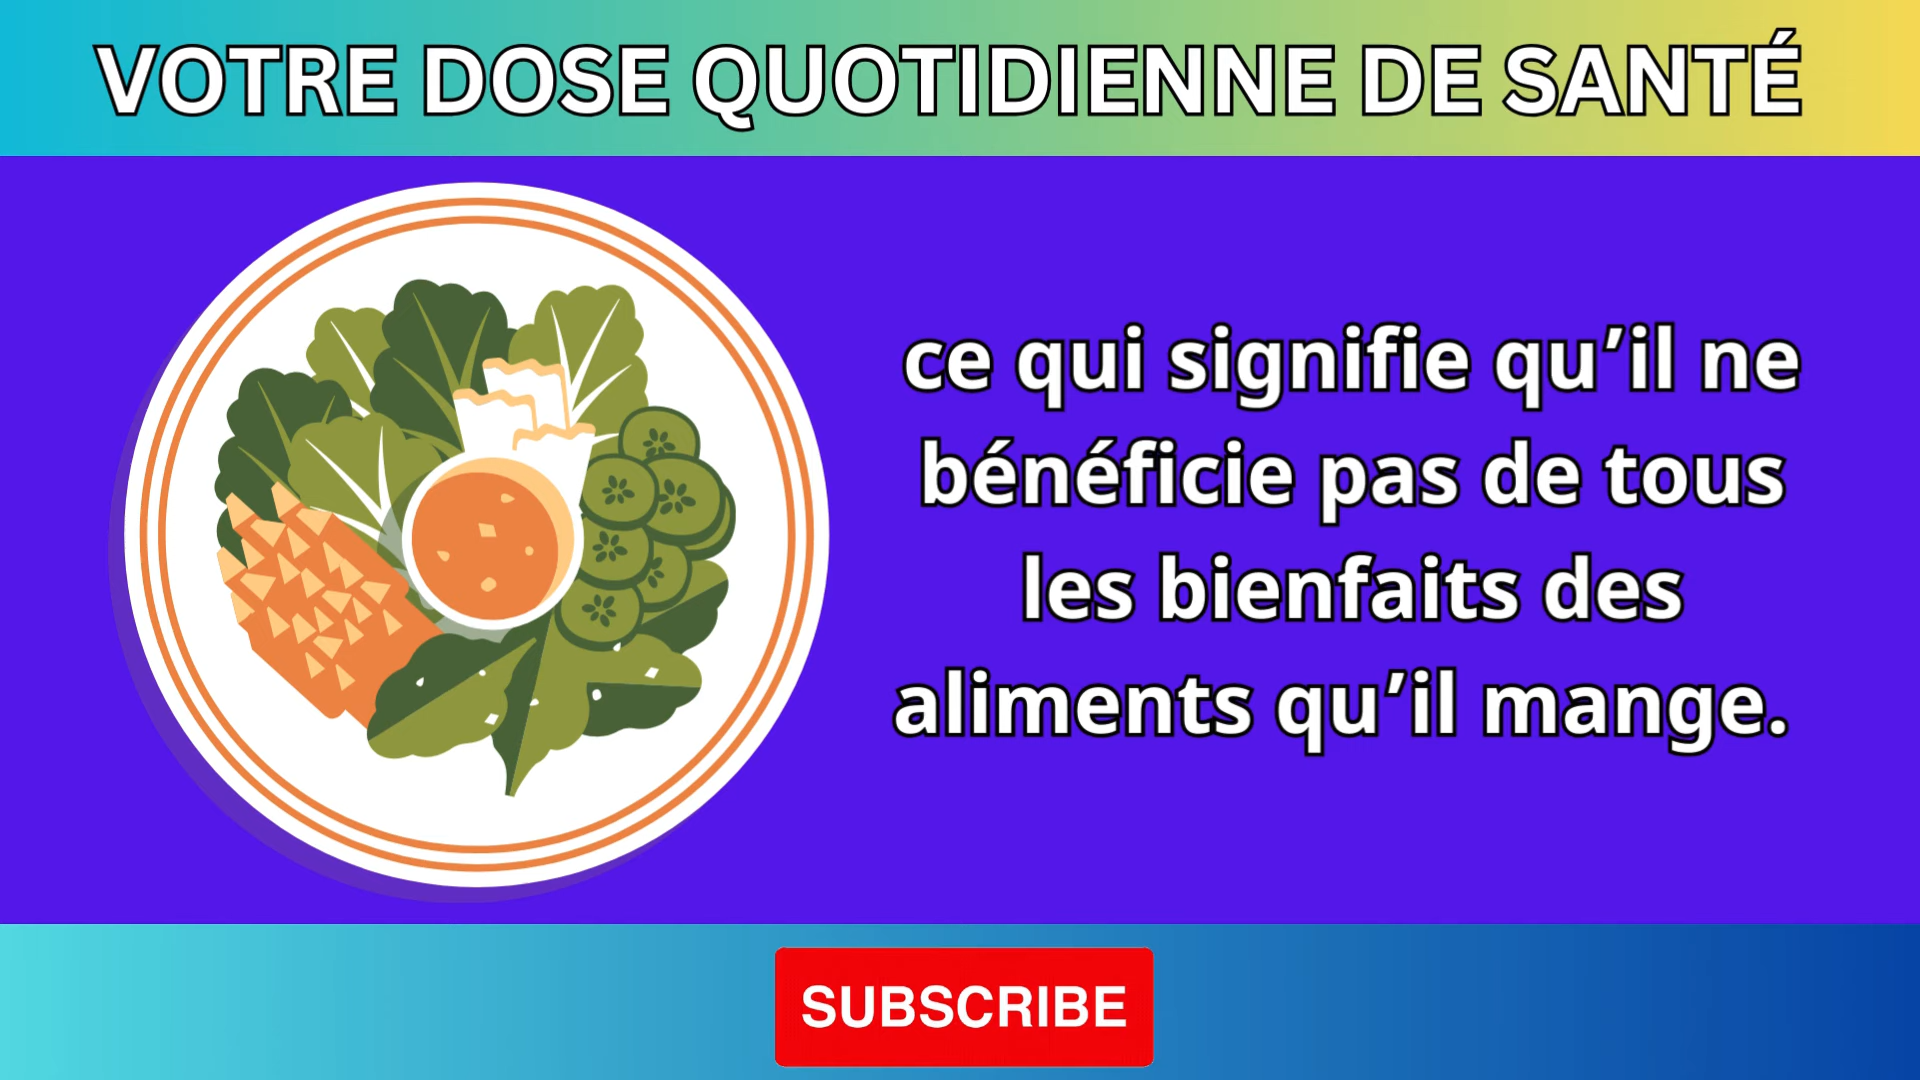 VOTRE DOSE QUOTIDIENNE DE SANTÉ
ce qui signifie qu’il ne
bénéficie pas de tous
les bienfaits des
aliments qu’il mange.
SUBSCRIBE